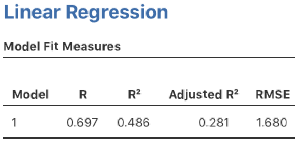 Linear Regression
Model Fit Measures
Model R R² Adjusted R² RMSE
1 0.697 0.486 0.281 1.680